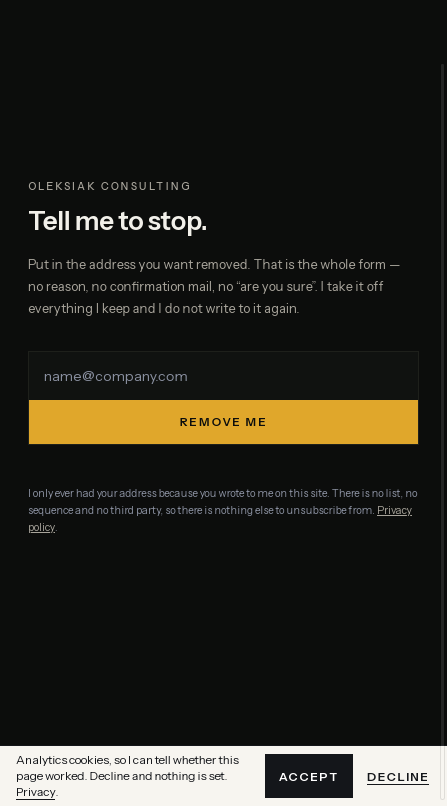 OLEKSIAK CONSULTING
Tell me to stop.
Put in the address you want removed. That is the whole form —
no reason, no confirmation mail, no “are you sure”. I take it off
everything I keep and I do not write to it again.
name@company.com
REMOVE ME
I only ever had your address because you wrote to me on this site. There is no list, no
sequence and no third party, so there is nothing else to unsubscribe from. Privacy
policy.
Analytics cookies, so I can tell whether this
page worked. Decline and nothing is set.
Privacy.
ACCEPT
DECLINE